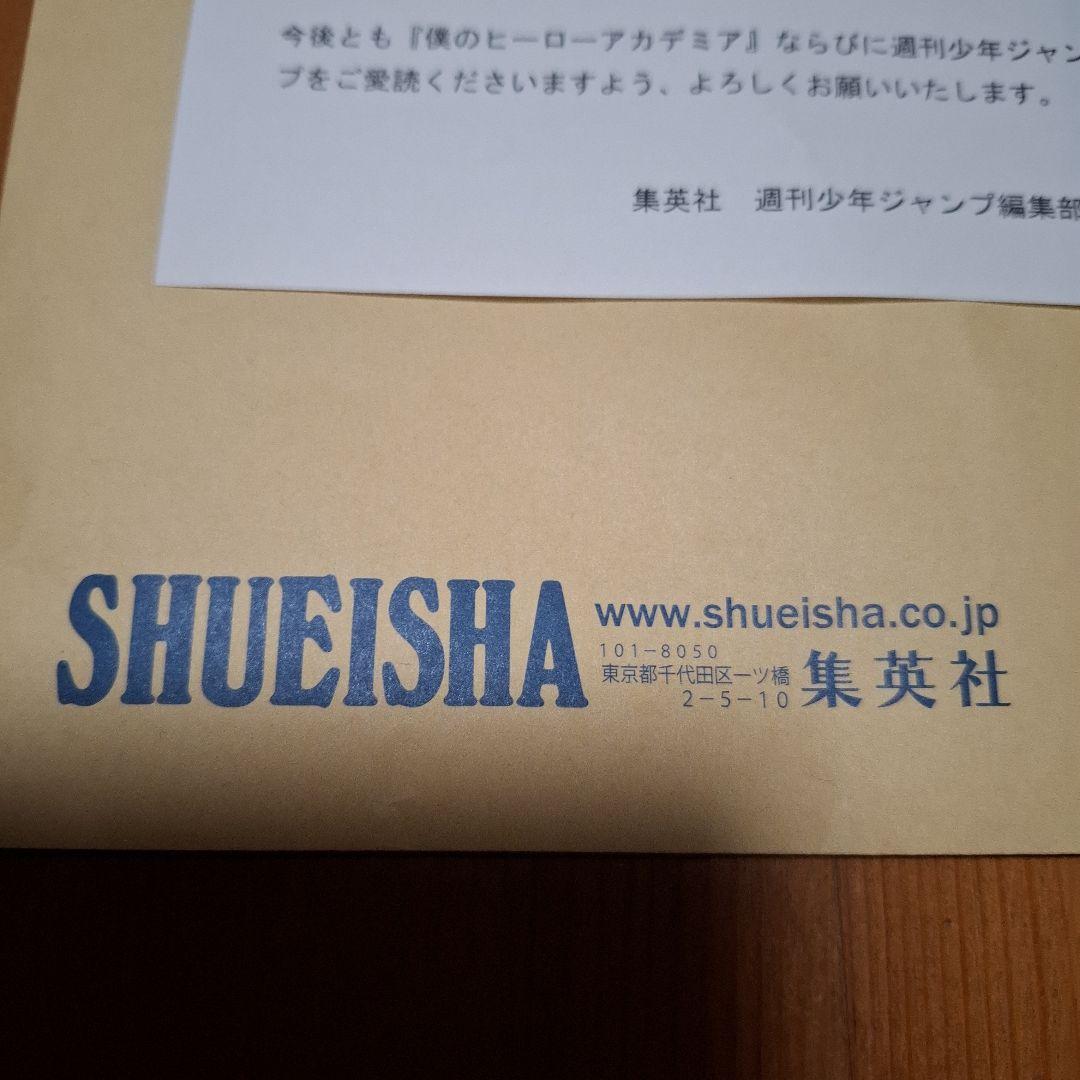 今後とも『僕のヒーローアカデミア』ならびに週刊少年ジャン
プをご愛読くださいますよう、よろしくお願いいたします。
集英社　週刊少年ジャンプ編集部
SHUEISHA
www.shueisha.co.jp
101-8050
東京都千代田区一ツ橋
2-5-10
集英社